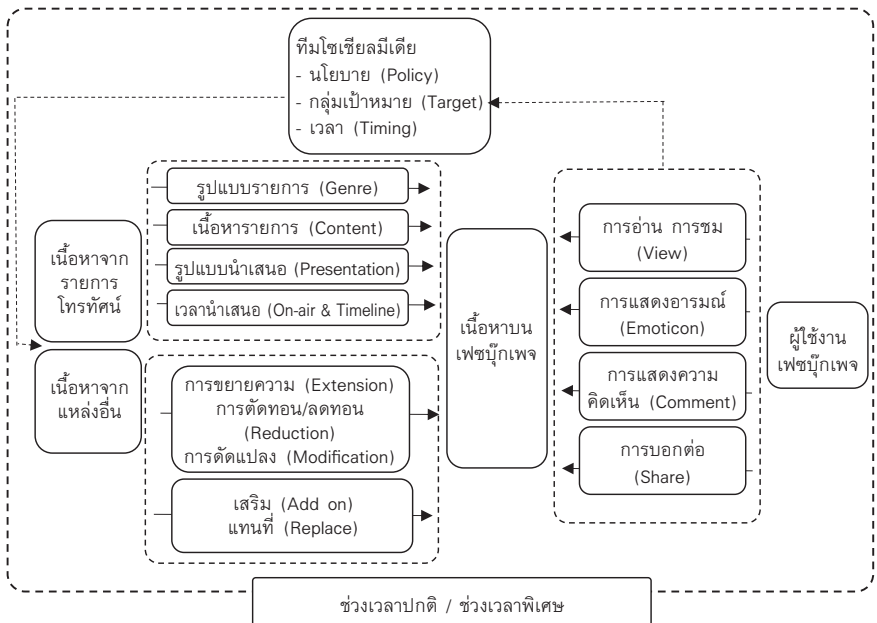 ทีมโซเชียลมีเดีย
- นโยบาย (Policy)
- กลุ่มเป้าหมาย (Target)
- เวลา (Timing)
เนื้อหาจาก
รายการ
โทรทัศน์
เนื้อหาจาก
แหล่งอื่น
รูปแบบรายการ (Genre)
เนื้อหารายการ (Content)
รูปแบบนำเสนอ (Presentation)
เวลานำเสนอ (On-air & Timeline)
การขยายความ (Extension)
การตัดทอน/ลดทอน
(Reduction)
การดัดแปลง (Modification)
เสริม (Add on)
แทนที่ (Replace)
เนื้อหาบน
เฟซบุ๊กเพจ
การอ่าน การชม
(View)
การแสดงอารมณ์
(Emoticon)
การแสดงความ
คิดเห็น (Comment)
การบอกต่อ
(Share)
ผู้ใช้งาน
เฟซบุ๊กเพจ
ช่วงเวลาปกติ / ช่วงเวลาพิเศษ